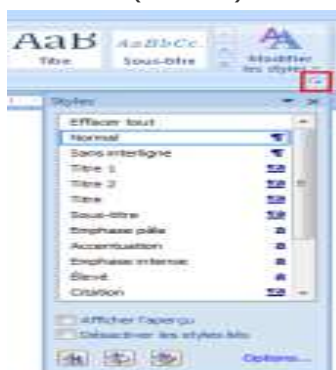 AaB AaBbCc
Titre Sous-titre Modifier
les styles
Styles
Effacer tout
Normal
Sans interligne
Titre 1
Titre 2
Titre
Sous-titre
Emphase pâle
Accentuation
Emphase intense
Élevé
Citation
Afficher l'aperçu
Désactiver les styles liés
Options...